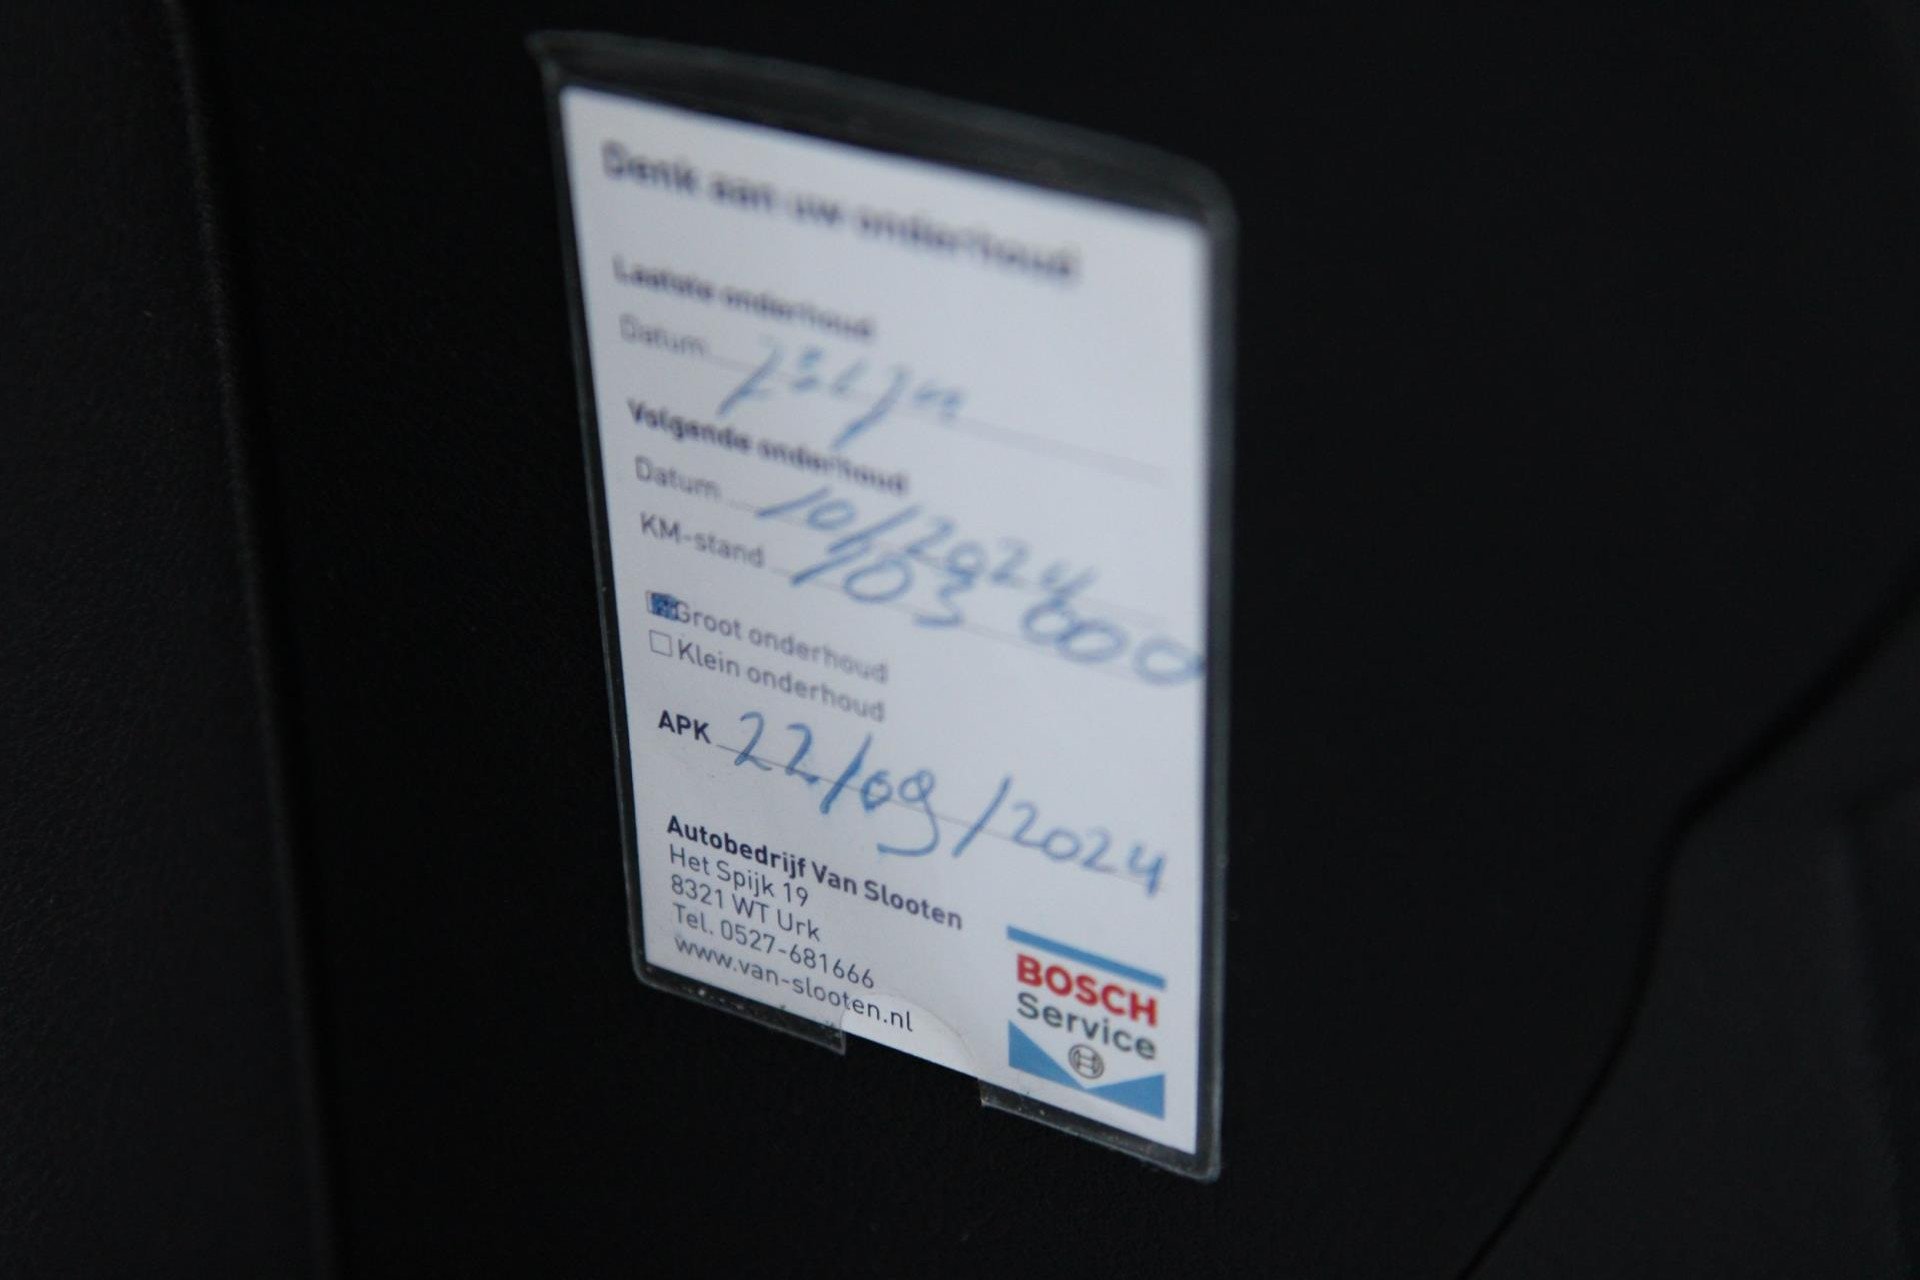 Denk aan uw onderhoud
Laatste onderhoud
Datum
Volgende onderhoud
Datum 10/2024
KM-stand 103 000
Groot onderhoud
Klein onderhoud
APK 22/09/2024
Autobedrijf Van Slooten
Het Spijk 19
8321 WT Urk
Tel. 0527-681666
www.van-slooten.nl
BOSCH
Service